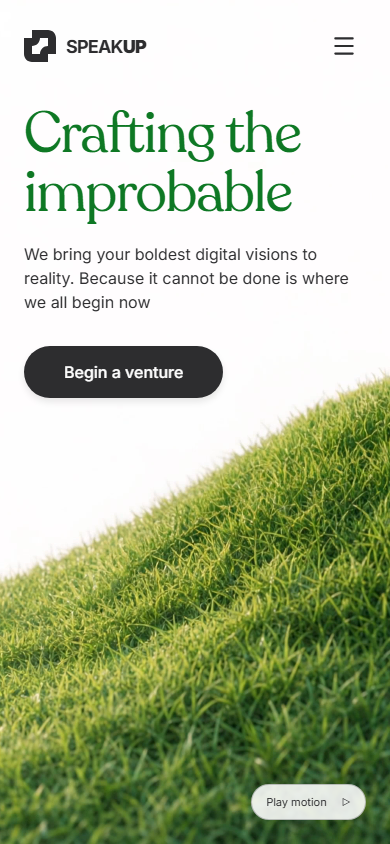 SPEAKUP
Crafting the
improbable
We bring your boldest digital visions to
reality. Because it cannot be done is where
we all begin now
Begin a venture
Play motion